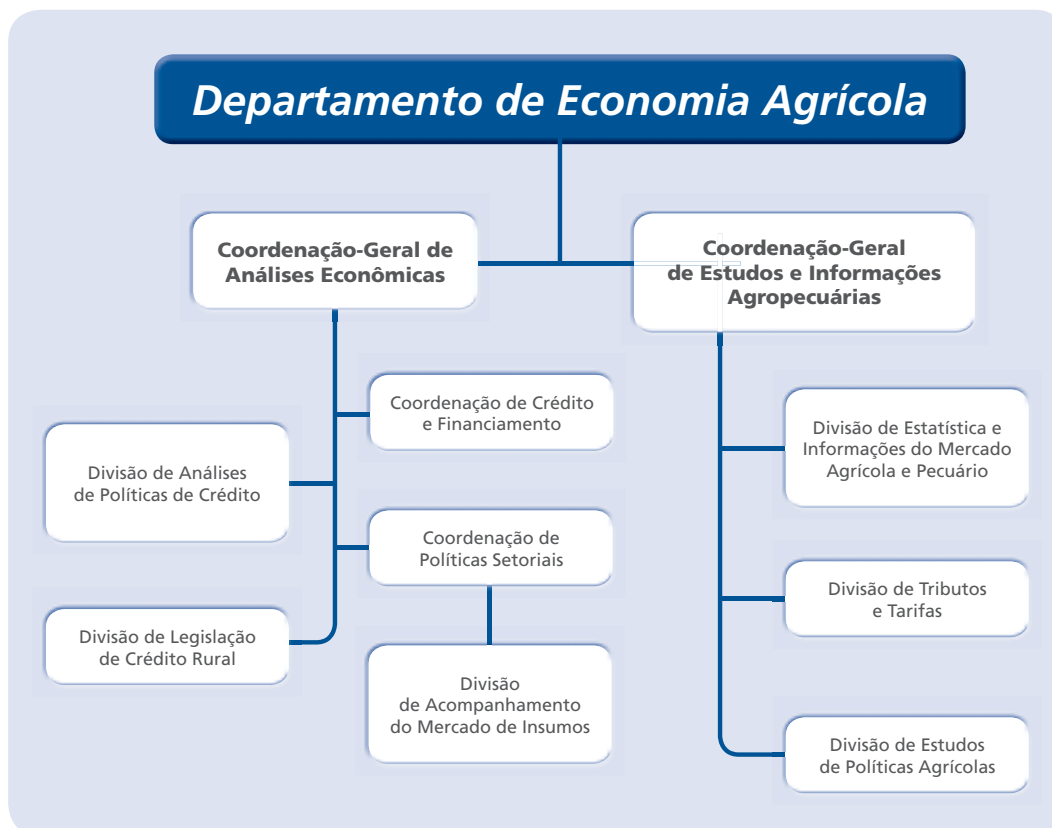 Departamento de Economia Agrícola
Coordenação-Geral de
Análises Econômicas
Coordenação-Geral
de Estudos e Informações
Agropecuárias
Coordenação de Crédito
e Financiamento
Divisão de Análises
de Políticas de Crédito
Coordenação de
Políticas Setoriais
Divisão de Legislação
de Crédito Rural
Divisão
de Acompanhamento
do Mercado de Insumos
Divisão de Estatística e
Informações do Mercado
Agrícola e Pecuário
Divisão de Tributos
e Tarifas
Divisão de Estudos
de Políticas Agrícolas